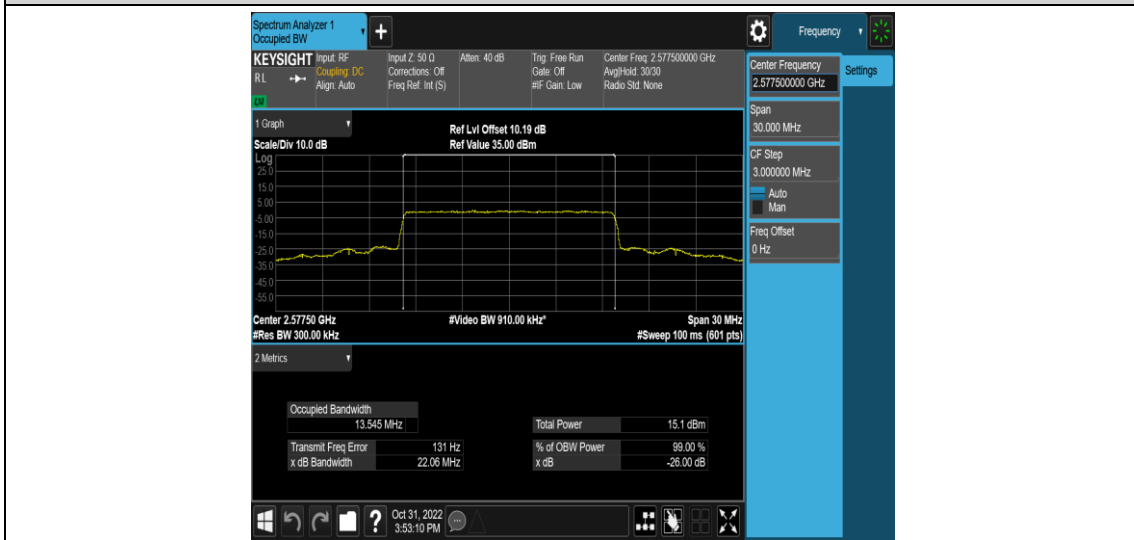 Spectrum Analyzer 1
Occupied BW
+
Frequency
KEYSIGHT
RL
LNI
Input: RF
Coupling: DC
Align: Auto
Input Z: 50 Ω
Corrections: Off
Freq Ref: Int (S)
Atten: 40 dB
Trig: Free Run
Gate: Off
#IF Gain: Low
Center Freq: 2.577500000 GHz
Avg|Hold: 30/30
Radio Std: None
Center Frequency
2.577500000 GHz
Settings
Span
30.000 MHz
CF Step
3.000000 MHz
Auto
Man
Freq Offset
0 Hz
1 Graph
Scale/Div 10.0 dB
Ref Lvl Offset 10.19 dB
Ref Value 35.00 dBm
Log
25.0
15.0
5.00
-5.00
-15.0
-25.0
-35.0
-45.0
-55.0
Center 2.57750 GHz
#Video BW 910.00 kHz*
Span 30 MHz
#Res BW 300.00 kHz
#Sweep 100 ms (601 pts)
2 Metrics
Occupied Bandwidth
13.545 MHz
Total Power 15.1 dBm
Transmit Freq Error 131 Hz
% of OBW Power 99.00 %
x dB Bandwidth 22.06 MHz
x dB -26.00 dB
?
Oct 31, 2022
3:53:10 PM